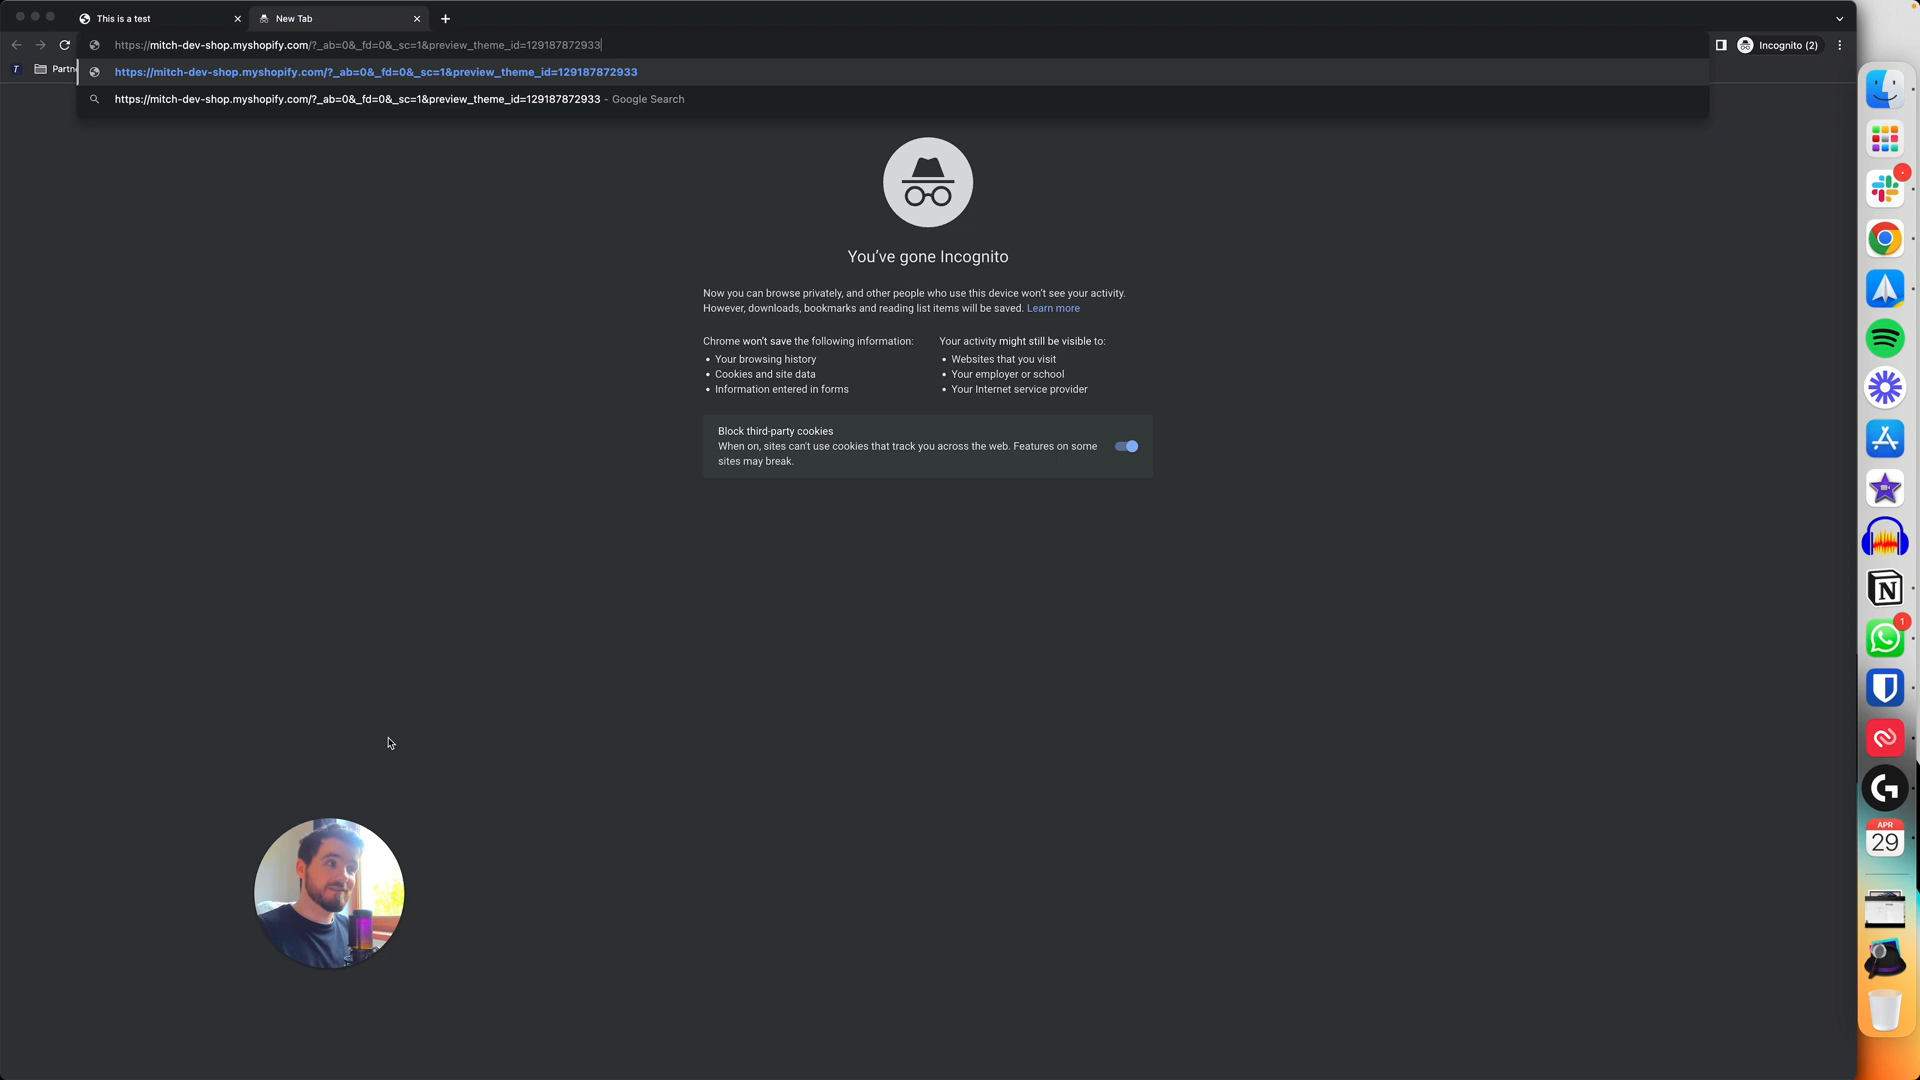 This is a test
New Tab
https://mitch-dev-shop.myshopify.com/?_ab=0&_fd=0&_sc=1&preview_theme_id=129187872933
Incognito (2)
T
Partn
https://mitch-dev-shop.myshopify.com/?_ab=0&_fd=0&_sc=1&preview_theme_id=129187872933
https://mitch-dev-shop.myshopify.com/?_ab=0&_fd=0&_sc=1&preview_theme_id=129187872933 - Google Search
You've gone Incognito
Now you can browse privately, and other people who use this device won't see your activity.
However, downloads, bookmarks and reading list items will be saved. Learn more
Chrome won't save the following information:
• Your browsing history
• Cookies and site data
• Information entered in forms
Your activity might still be visible to:
• Websites that you visit
• Your employer or school
• Your Internet service provider
Block third-party cookies
When on, sites can't use cookies that track you across the web. Features on some
sites may break.
N
1
G
APR
29